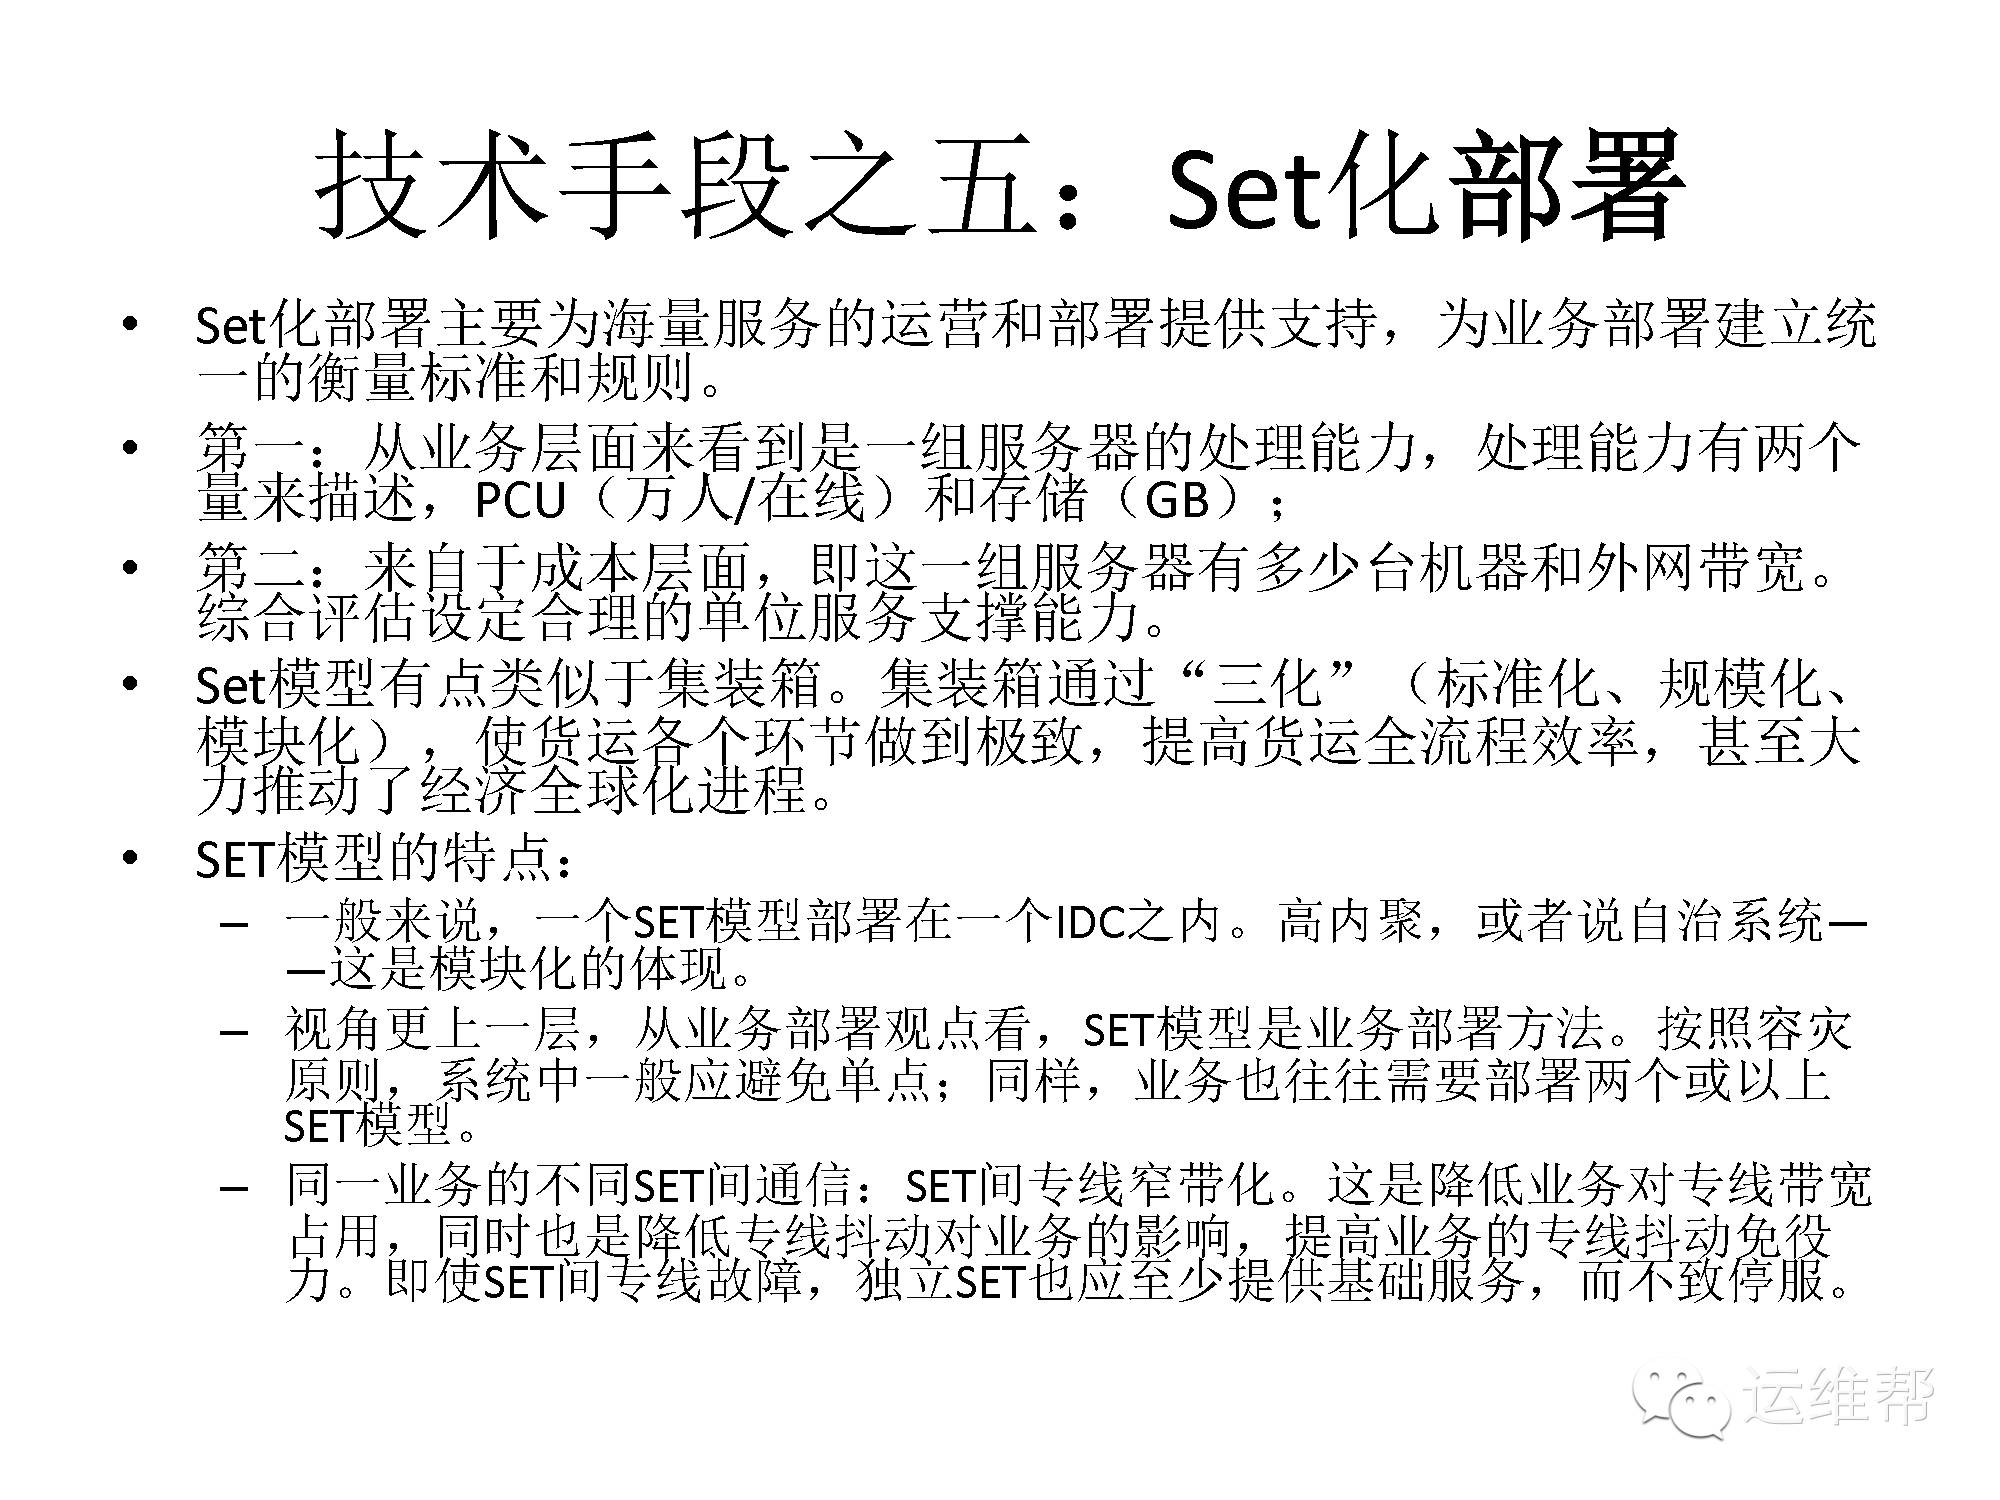 技术手段之五：Set化部署
• Set化部署主要为海量服务的运营和部署提供支持，为业务部署建立统
一的衡量标准和规则。
• 第一：从业务层面来看到是一组服务器的处理能力，处理能力有两个
量来描述，PCU（万人/在线）和存储（GB）；
• 第二：来自于成本层面，即这一组服务器有多少台机器和外网带宽。
综合评估设定合理的单位服务支撑能力。
• Set模型有点类似于集装箱。集装箱通过“三化”（标准化、规模化、
模块化），使货运各个环节做到极致，提高货运全流程效率，甚至大
力推动了经济全球化进程。
• SET模型的特点：
– 一般来说，一个SET模型部署在一个IDC之内。高内聚，或者说自治系统—
—这是模块化的体现。
– 视角更上一层，从业务部署观点看，SET模型是业务部署方法。按照容灾
原则，系统中一般应避免单点；同样，业务也往往需要部署两个或以上
SET模型。
– 同一业务的不同SET间通信：SET间专线窄带化。这是降低业务对专线带宽
占用，同时也是降低专线抖动对业务的影响，提高业务的专线抖动免役
力。即使SET间专线故障，独立SET也应至少提供基础服务，而不致停服。
运维帮